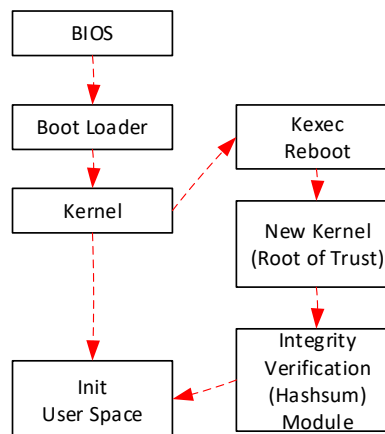 BIOS
Boot Loader
Kernel
Init
User Space
Kexec
Reboot
New Kernel
(Root of Trust)
Integrity
Verification
(Hashsum)
Module